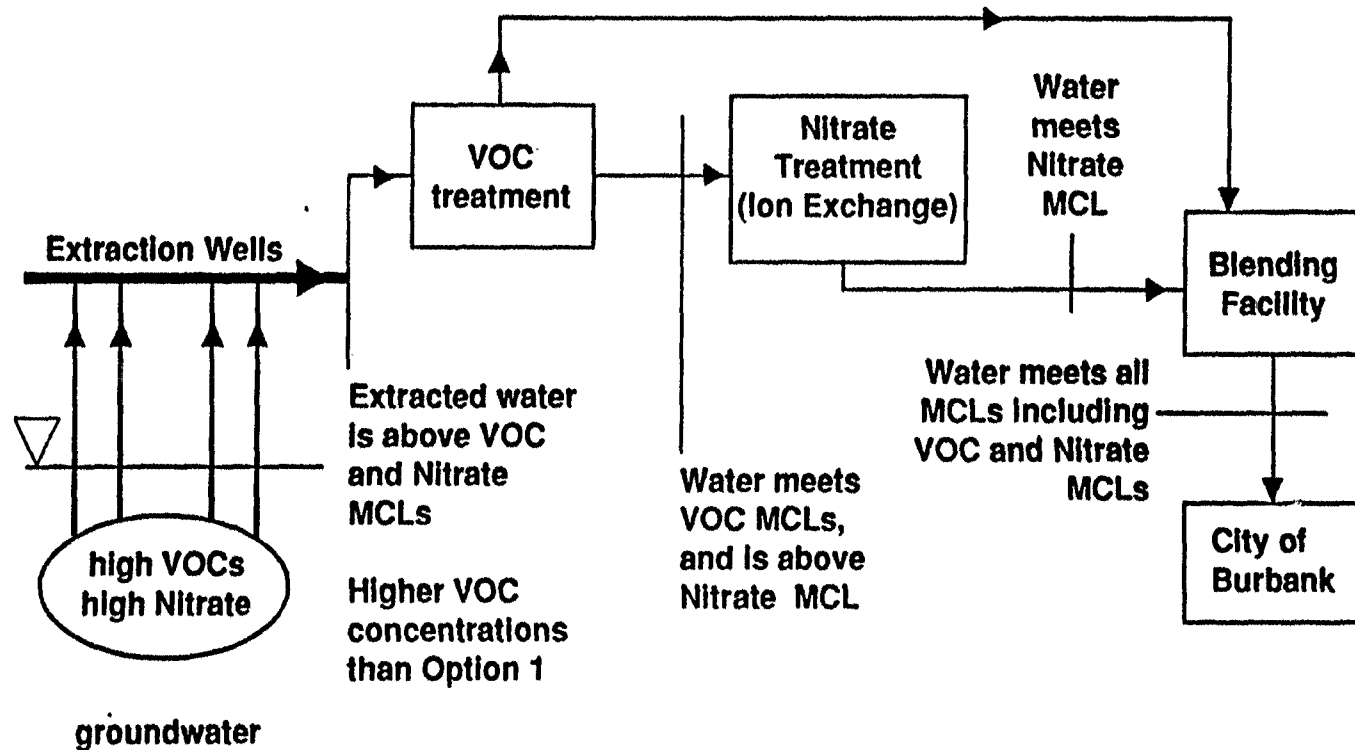 VOC
treatment
Nitrate
Treatment
(Ion Exchange)
Water
meets
Nitrate
MCL
Extraction Wells
Blending
Facility
Extracted water
is above VOC
and Nitrate
MCLs
Higher VOC
concentrations
than Option 1
Water meets
VOC MCLs,
and is above
Nitrate MCL
Water meets all
MCLs including
VOC and Nitrate
MCLs
City of
Burbank
high VOCs
high Nitrate
groundwater